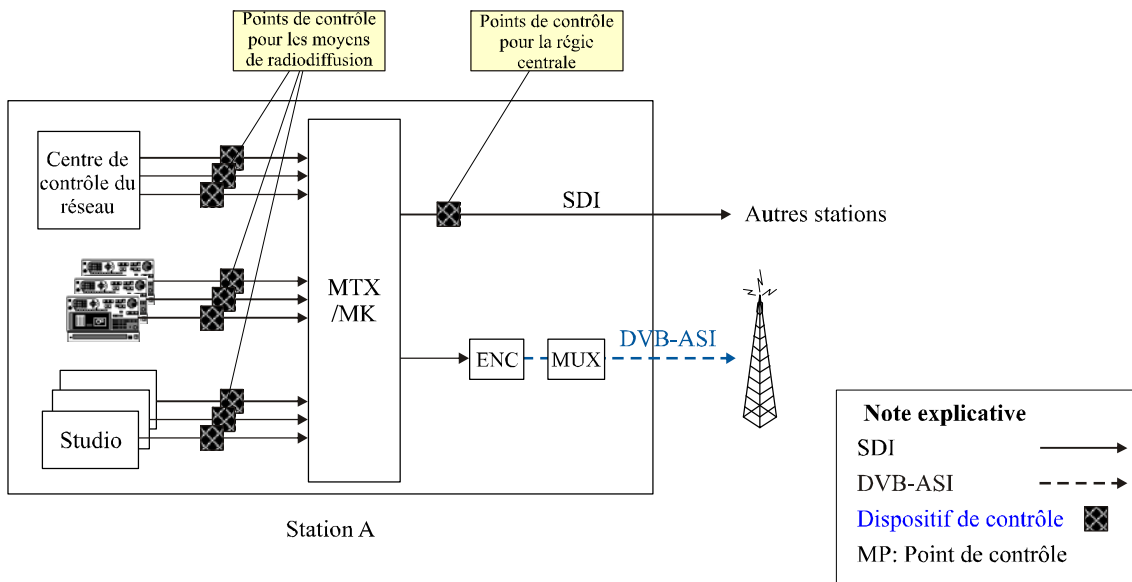 Points de contrôle
pour les moyens
de radiodiffusion
Points de contrôle
pour la régie
centrale
Centre de
contrôle du
réseau
MTX
/MK
SDI
Autres stations
DVB-ASI
ENC
MUX
Studio
Station A
Note explicative
SDI
DVB-ASI
Dispositif de contrôle
MP: Point de contrôle